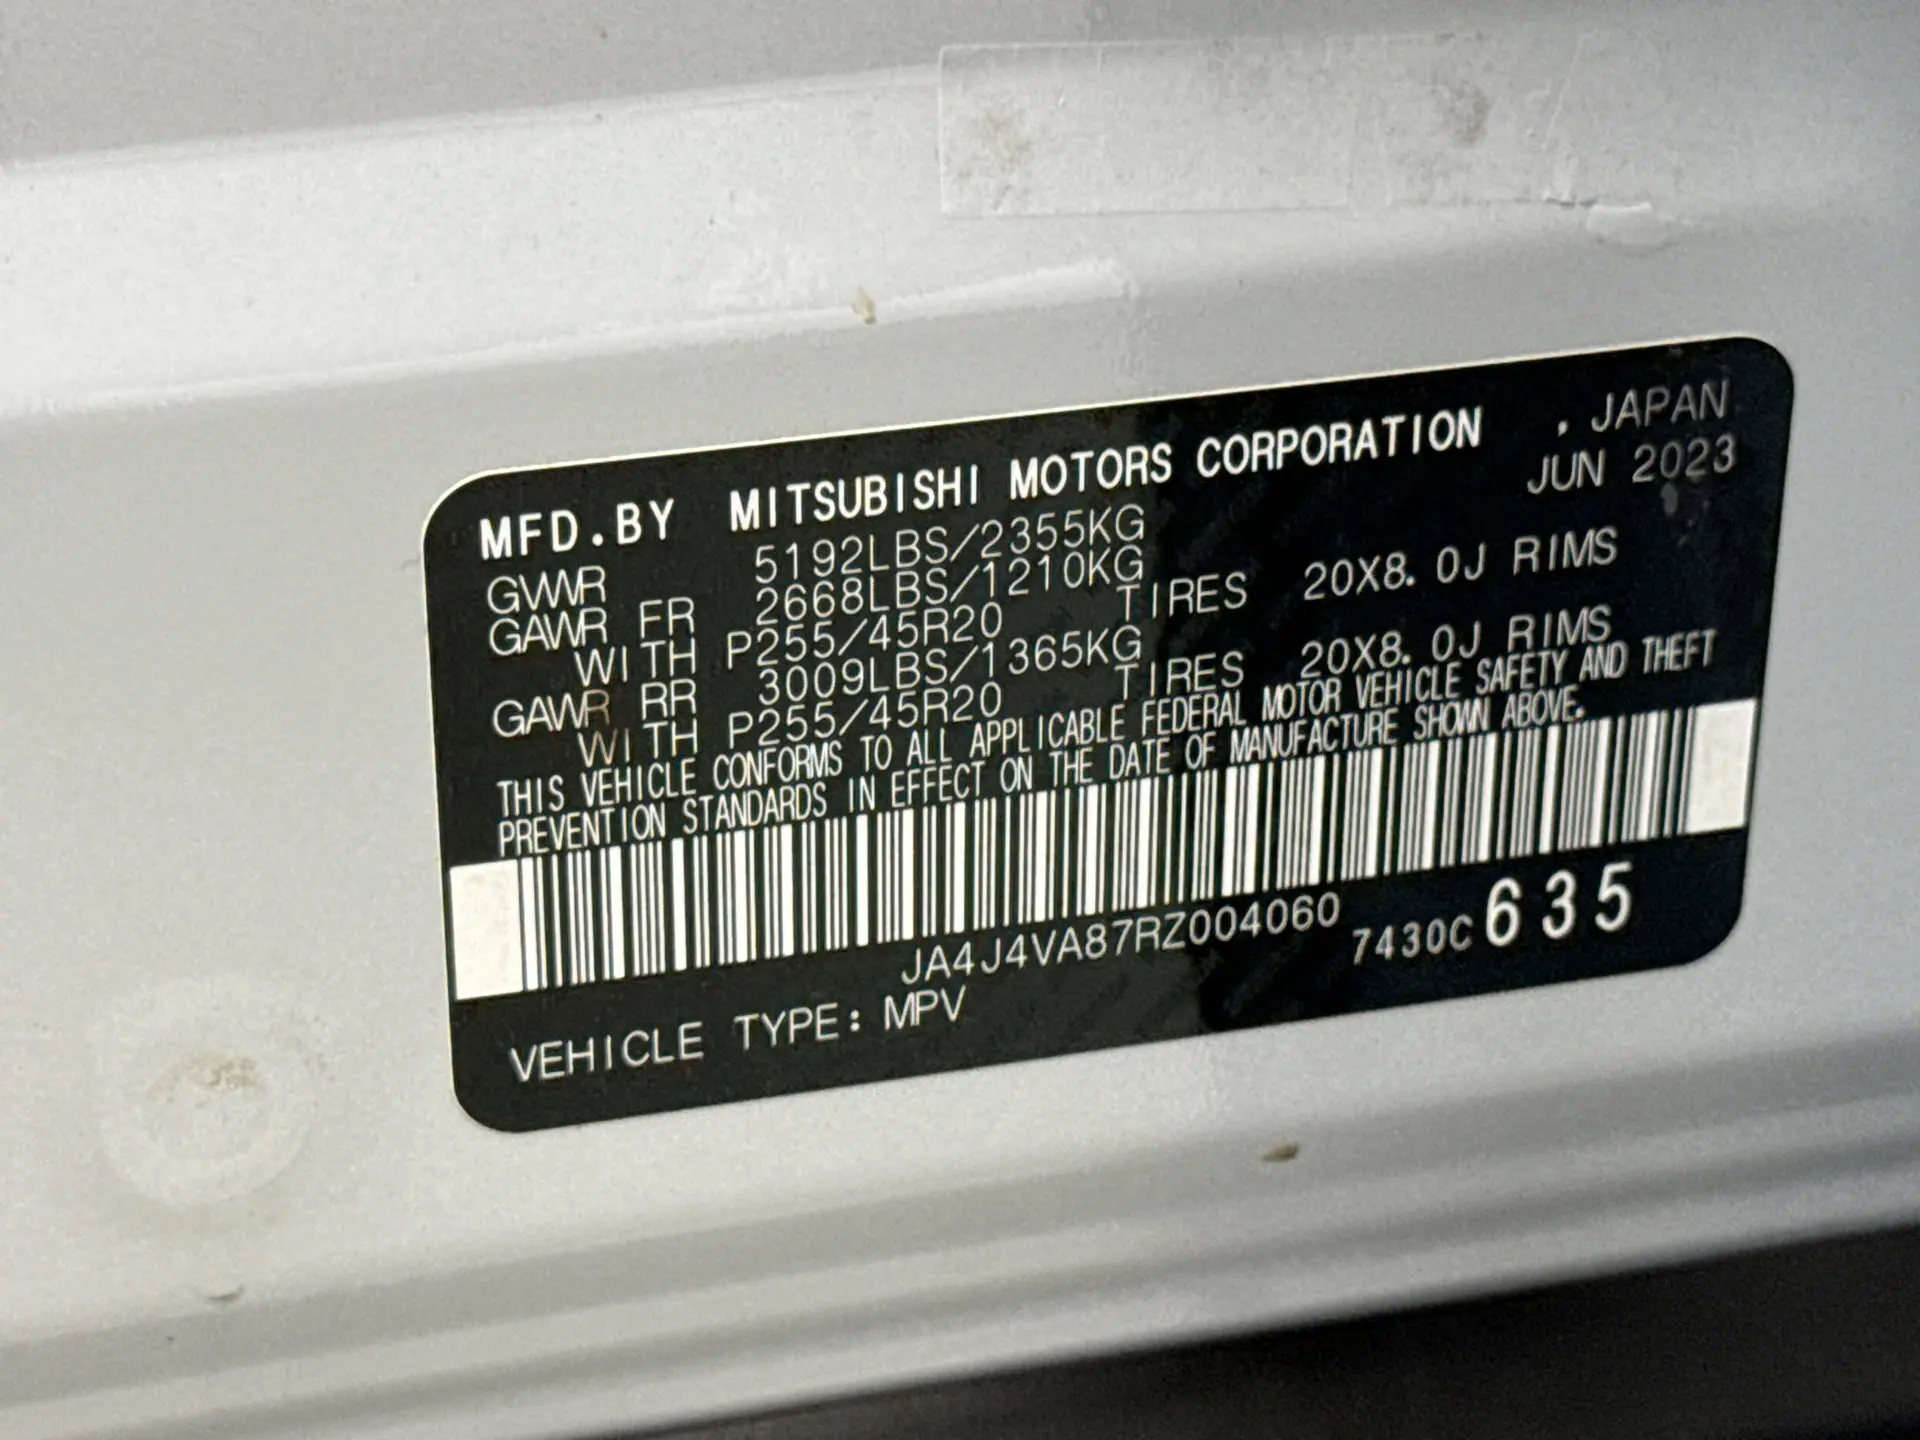 MFD.BY MITSUBISHI MOTORS CORPORATION , JAPAN
JUN 2023
GVWR 5192LBS/2355KG
GAWR FR 2668LBS/1210KG
WITH P255/45R20 TIRES 20X8.0J RIMS
GAWR RR 3009LBS/1365KG
WITH P255/45R20 TIRES 20X8.0J RIMS
THIS VEHICLE CONFORMS TO ALL APPLICABLE FEDERAL MOTOR VEHICLE SAFETY AND THEFT
PREVENTION STANDARDS IN EFFECT ON THE DATE OF MANUFACTURE SHOWN ABOVE.
JA4J4VA87RZ004060 7430C 635
VEHICLE TYPE: MPV